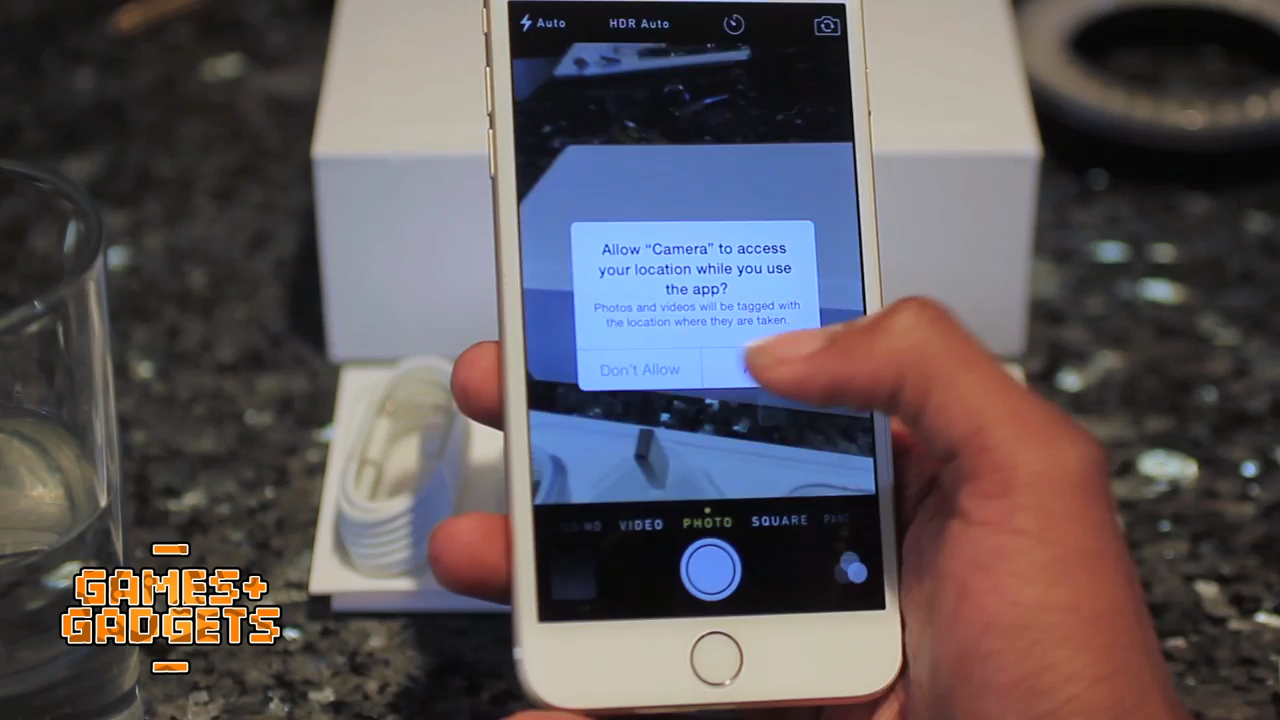 Auto
HDR Auto
Allow “Camera” to access
your location while you use
the app?
Photos and videos will be tagged with
the location where they are taken.
Don't Allow
VIDEO PHOTO SQUARE
GAMES+
GADGETS